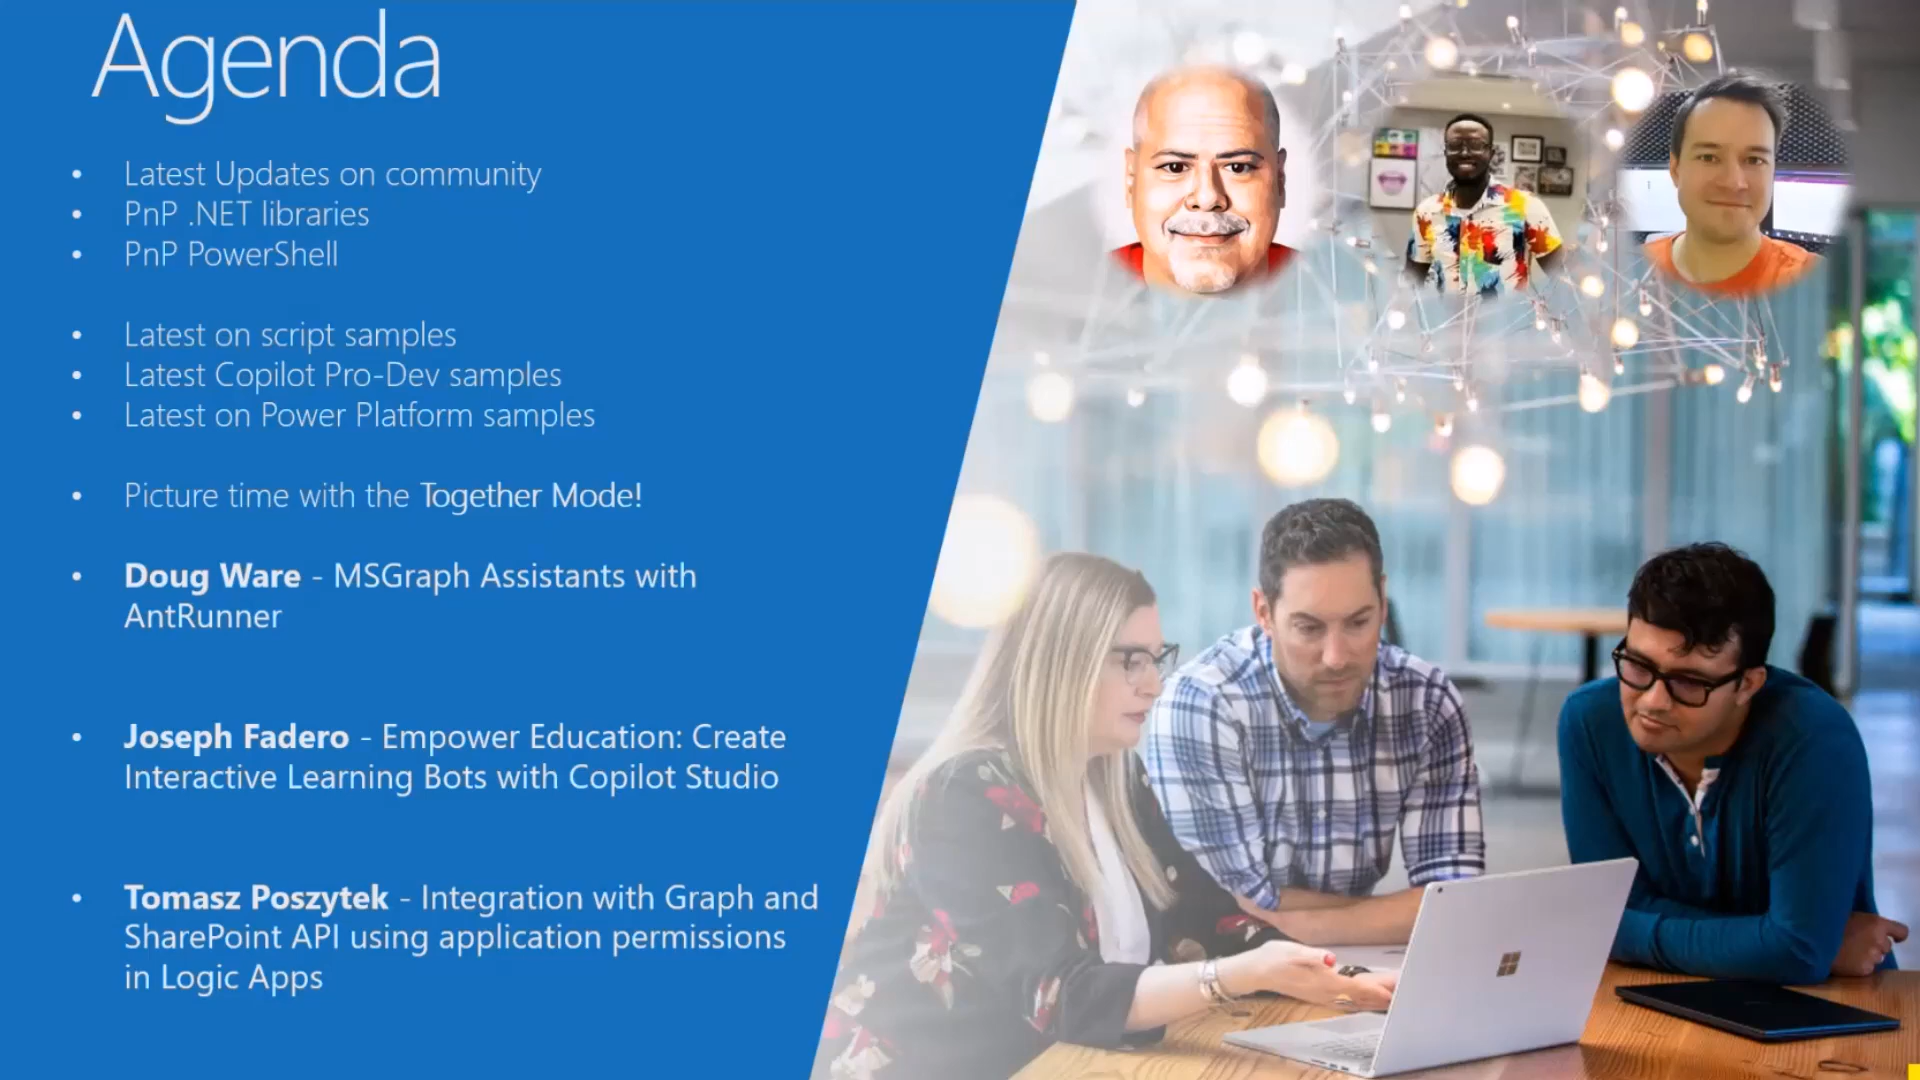 Agenda
• Latest Updates on community
• PnP .NET libraries
• PnP PowerShell
• Latest on script samples
• Latest Copilot Pro-Dev samples
• Latest on Power Platform samples
• Picture time with the Together Mode!
• Doug Ware - MSGraph Assistants with
AntRunner
• Joseph Fadero - Empower Education: Create
Interactive Learning Bots with Copilot Studio
• Tomasz Poszytek - Integration with Graph and
SharePoint API using application permissions
in Logic Apps